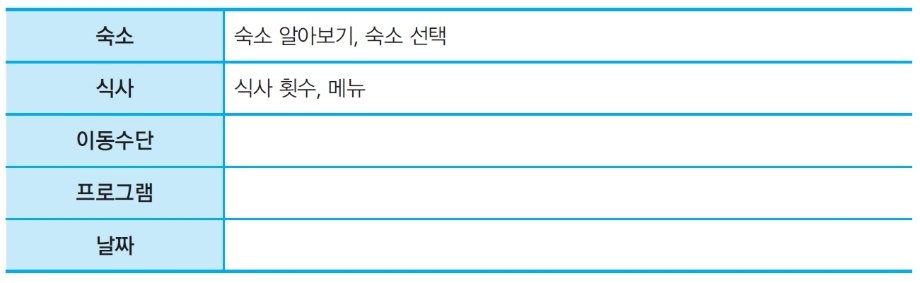 숙소 숙소 알아보기, 숙소 선택
식사 식사 횟수, 메뉴
이동수단
프로그램
날짜